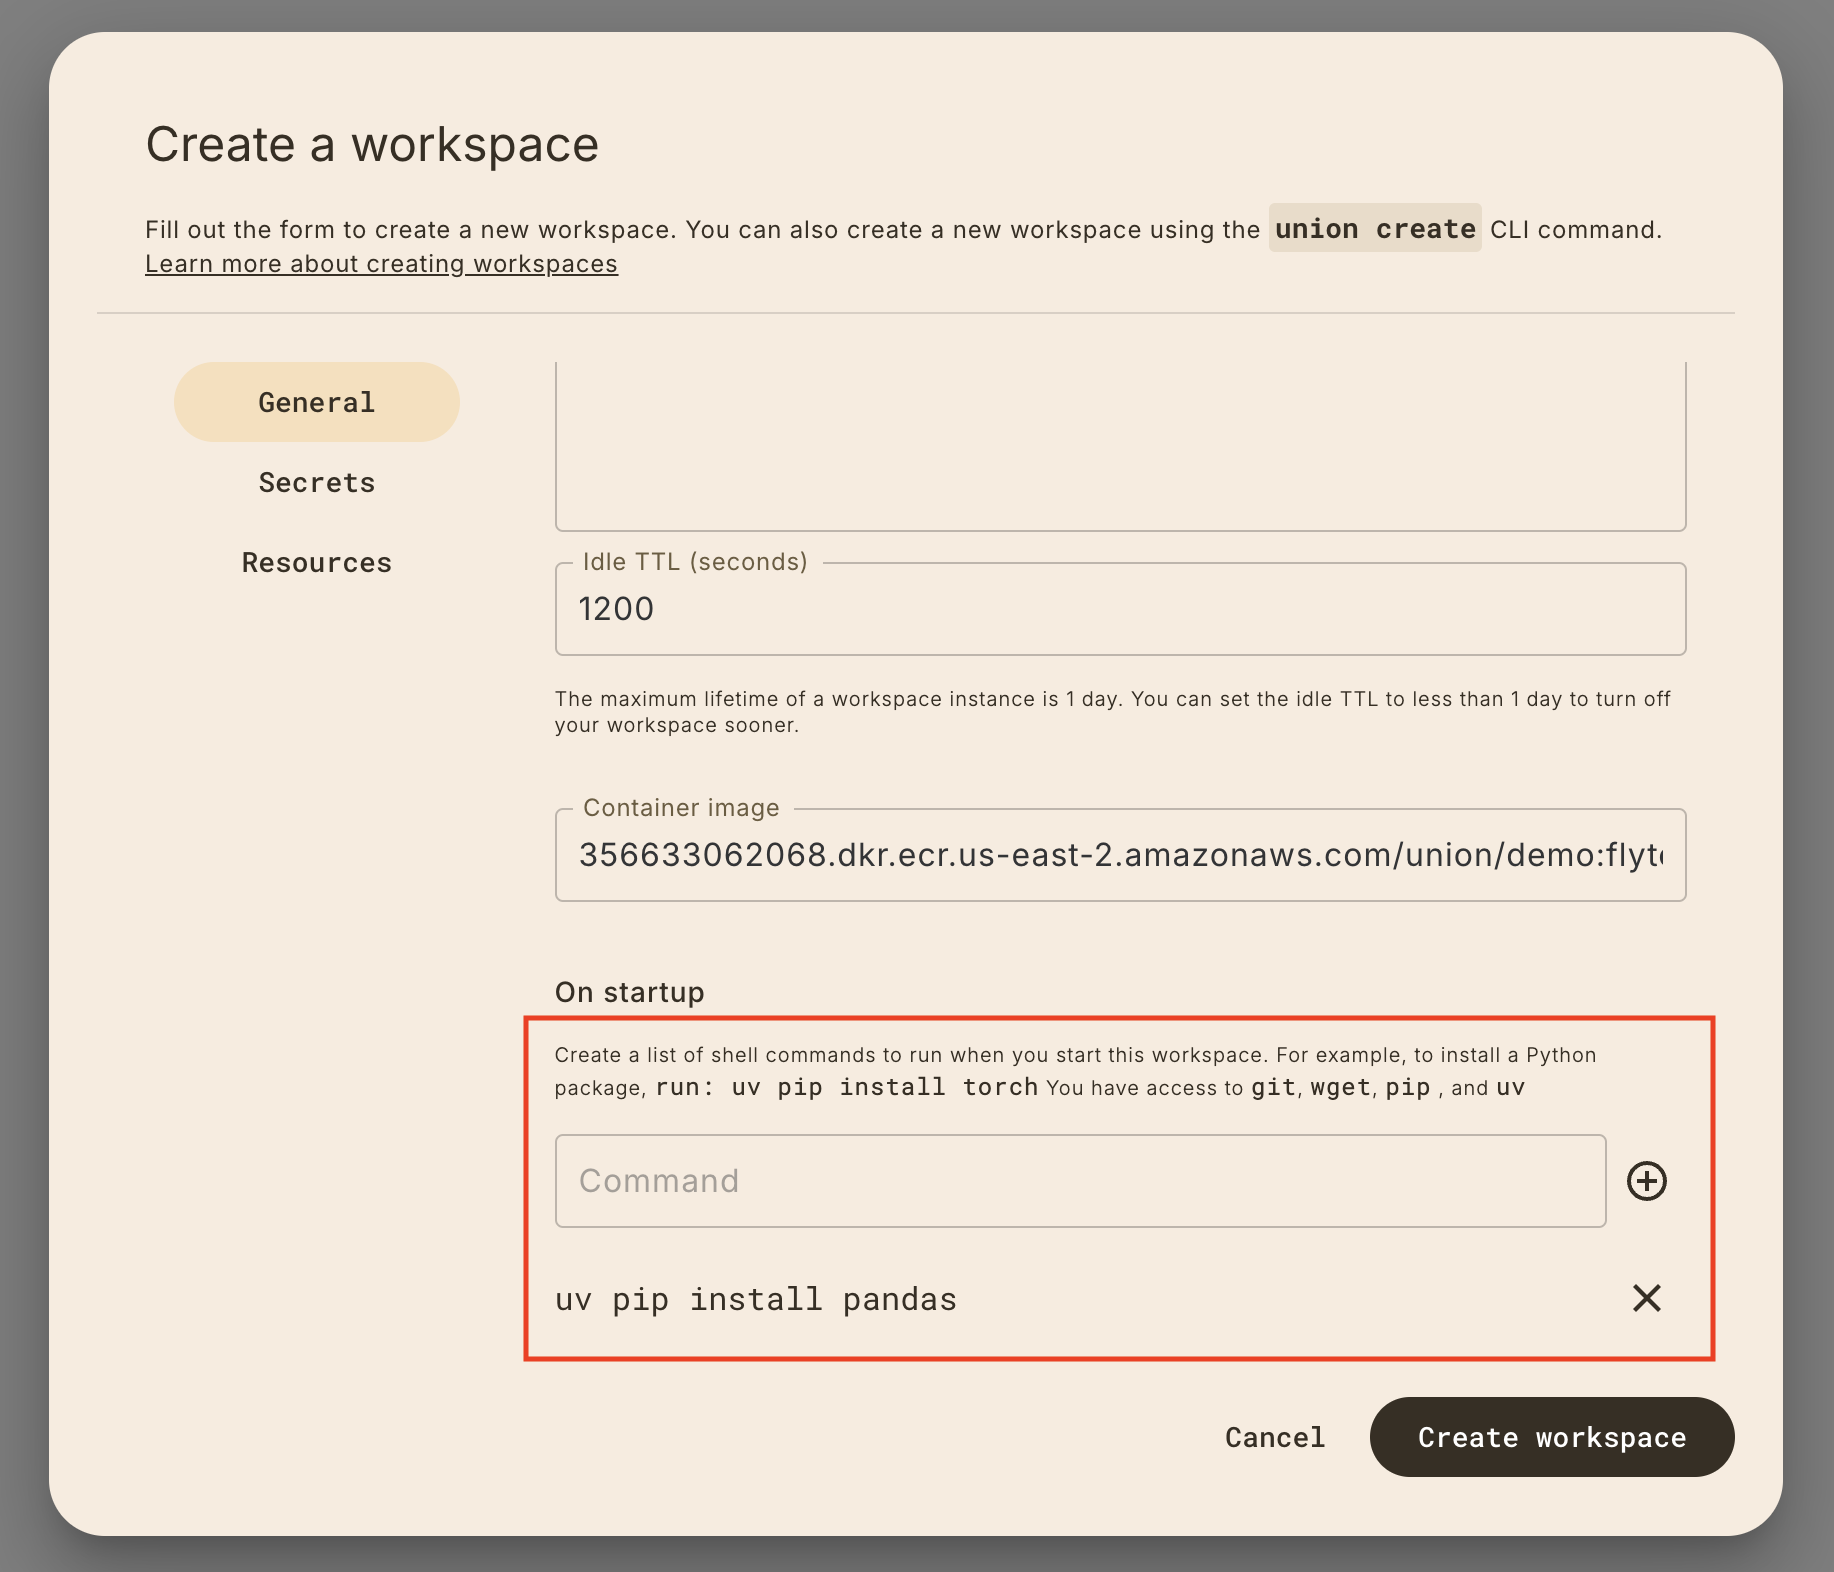 Create a workspace
Fill out the form to create a new workspace. You can also create a new workspace using the union create CLI command.
Learn more about creating workspaces
General
Secrets
Resources
Idle TTL (seconds)
1200
The maximum lifetime of a workspace instance is 1 day. You can set the idle TTL to less than 1 day to turn off
your workspace sooner.
Container image
356633062068.dkr.ecr.us-east-2.amazonaws.com/union/demo:flyt
On startup
Create a list of shell commands to run when you start this workspace. For example, to install a Python
package, run: uv pip install torch You have access to git, wget, pip , and uv
Command
uv pip install pandas
Cancel
Create workspace